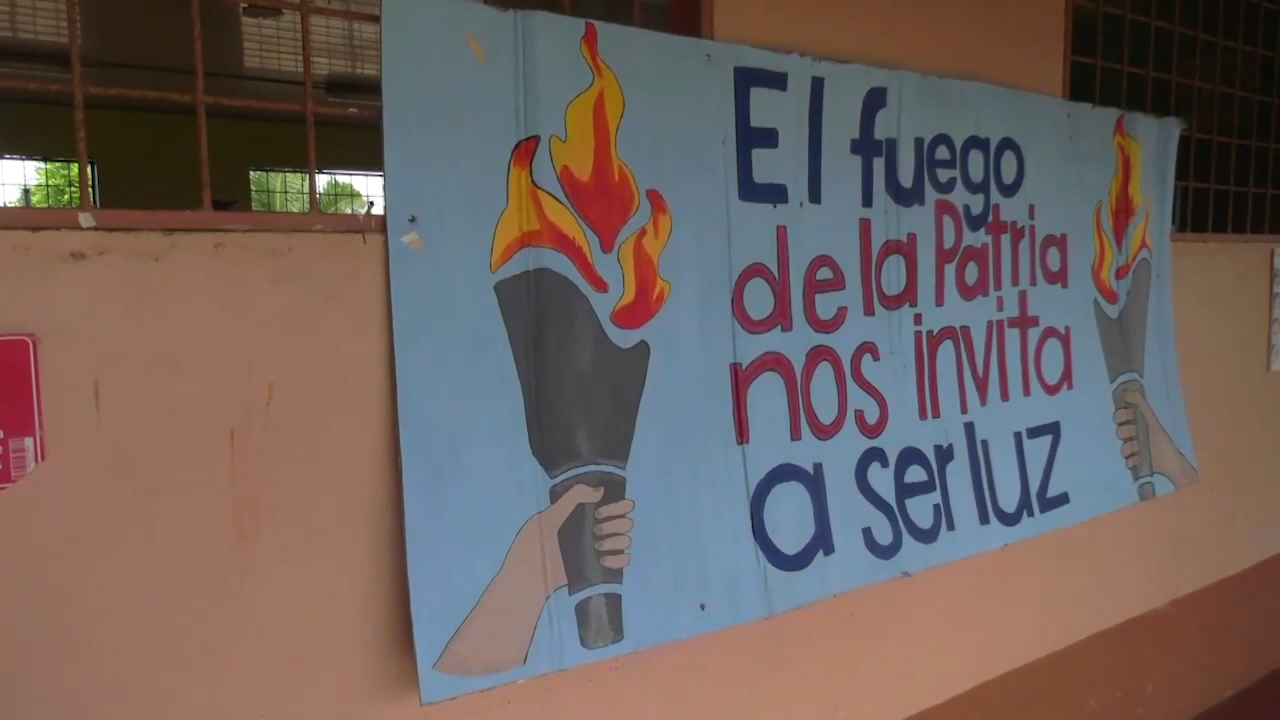 El fuego
de la Patria
nos invita
a ser luz